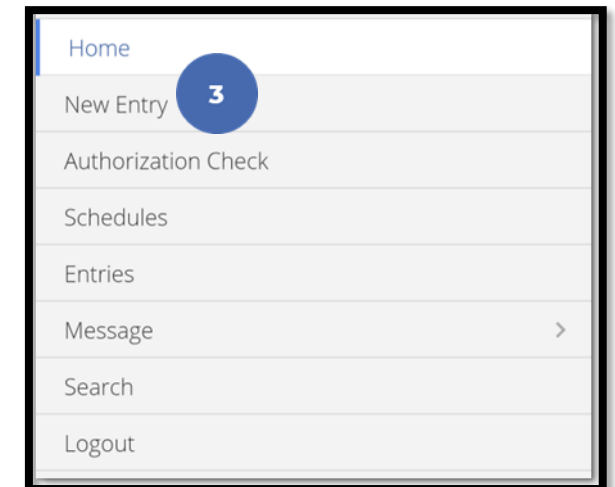 Home
New Entry 3
Authorization Check
Schedules
Entries
Message
Search
Logout